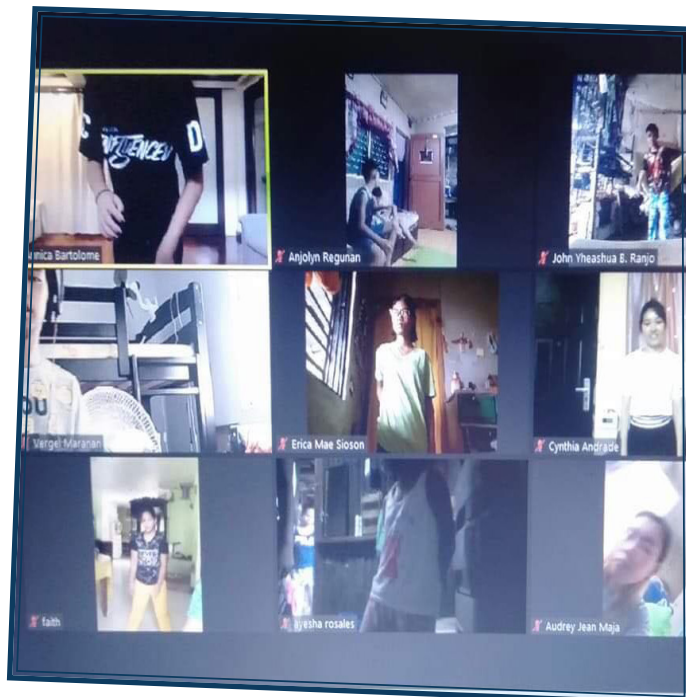 Anjolyn Regunan
John Yheashua B. Ranjo
Bartolome
Vergel Maranan
Erica Mae Sioson
Cynthia Andrade
faith
ayesha rosales
Audrey Jean Maja